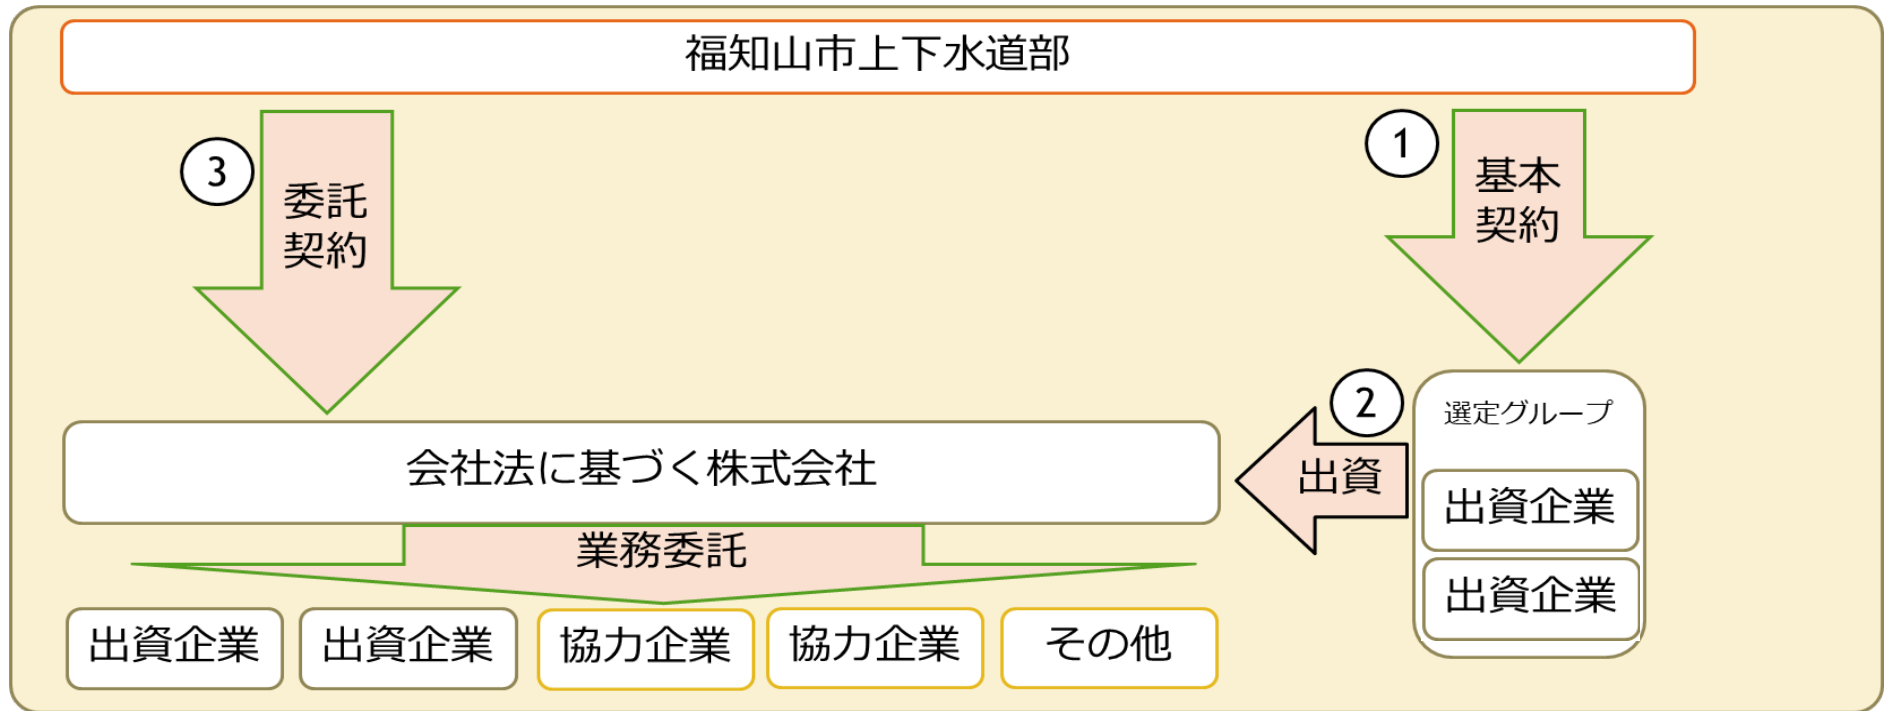 福知山市上下水道部
3
委託
契約
1
基本
契約
2
出資
選定グループ
出資企業
出資企業
会社法に基づく株式会社
業務委託
出資企業
出資企業
協力企業
協力企業
その他